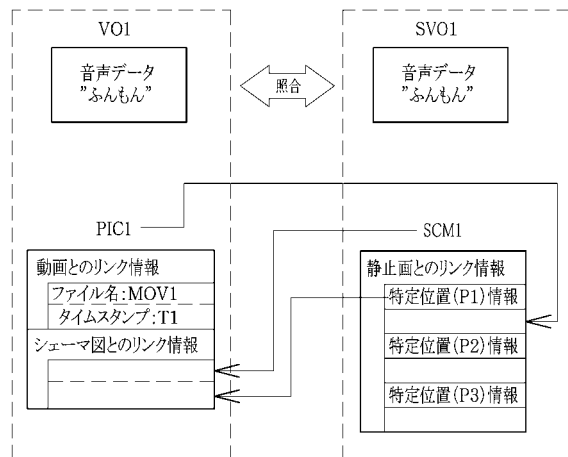 VO1
SVO1
音声データ
"ふんもん"
照合
音声データ
"ふんもん"
PIC1
SCM1
動画とのリンク情報
ファイル名:MOV1
タイムスタンプ:T1
シェーマ図とのリンク情報
静止画とのリンク情報
特定位置(P1)情報
特定位置(P2)情報
特定位置(P3)情報